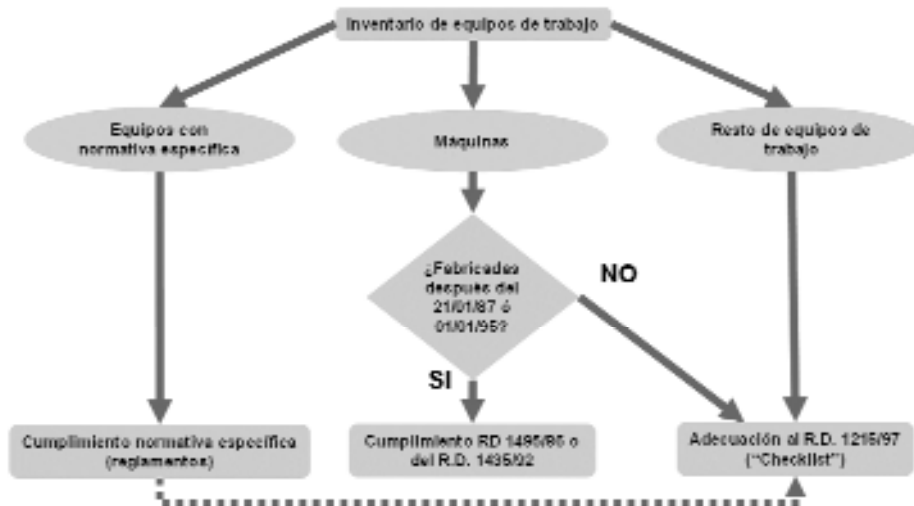 Inventario de equipos de trabajo
Equipos con
normativa específica
Máquinas
Resto de equipos de
trabajo
¿Fabricadas
después del
21/01/87 ó
01/01/95?
NO
SI
Cumplimiento normativa específica
(reglamentos)
Cumplimiento RD 1495/86 o
del R.D. 1435/92
Adecuación al R.D. 1215/97
("Checklist")